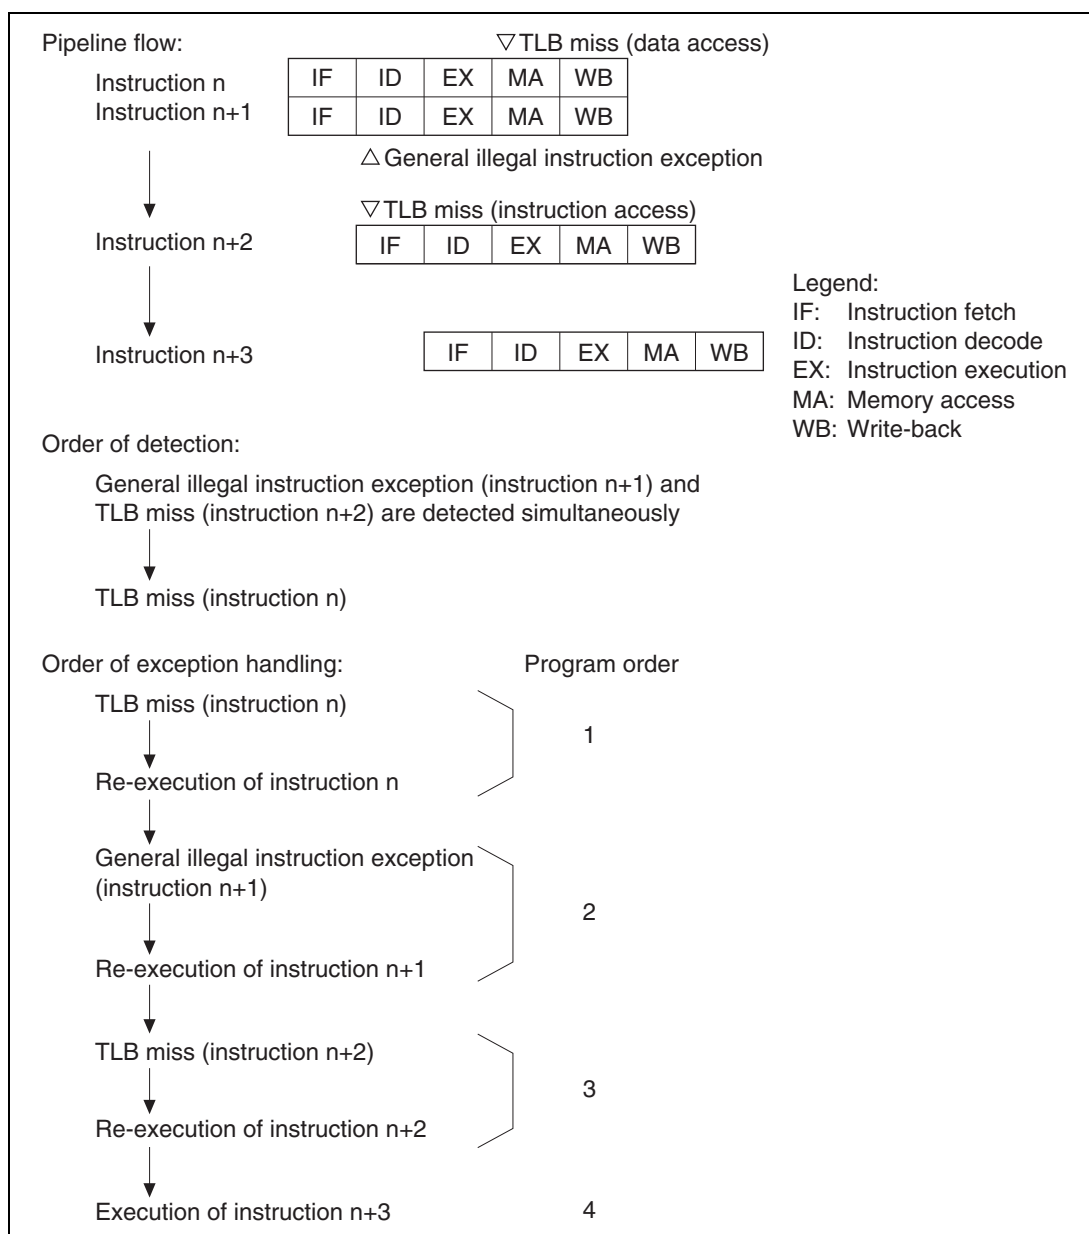 Pipeline flow:
▽TLB miss (data access)
Instruction n IF ID EX MA WB
Instruction n+1 IF ID EX MA WB
△General illegal instruction exception
▽TLB miss (instruction access)
Instruction n+2 IF ID EX MA WB
Legend:
IF: Instruction fetch
Instruction n+3 IF ID EX MA WB
ID: Instruction decode
EX: Instruction execution
MA: Memory access
WB: Write-back
Order of detection:
General illegal instruction exception (instruction n+1) and
TLB miss (instruction n+2) are detected simultaneously
TLB miss (instruction n)
Order of exception handling: Program order
TLB miss (instruction n)
1
Re-execution of instruction n
General illegal instruction exception
(instruction n+1)
2
Re-execution of instruction n+1
TLB miss (instruction n+2)
3
Re-execution of instruction n+2
Execution of instruction n+3 4